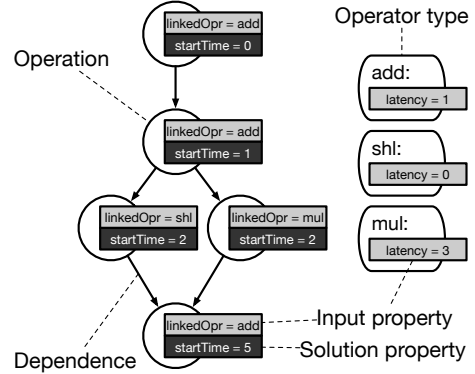 linkedOpr = add
startTime = 0
Operator type
Operation
add:
latency = 1
linkedOpr = add
startTime = 1
shl:
latency = 0
linkedOpr = shl
startTime = 2
linkedOpr = mul
startTime = 2
mul:
latency = 3
linkedOpr = add
startTime = 5
Input property
Dependence
Solution property